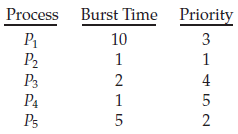 Process Burst Time Priority
P1 10 3
P2 1 1
P3 2 4
P4 1 5
P5 5 2